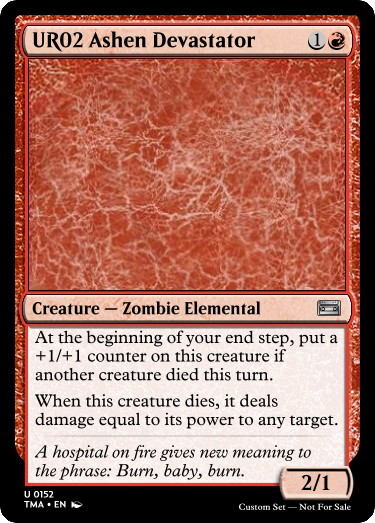 UR02 Ashen Devastator 1
Creature — Zombie Elemental
At the beginning of your end step, put a
+1/+1 counter on this creature if
another creature died this turn.
When this creature dies, it deals
damage equal to its power to any target.
A hospital on fire gives new meaning to
the phrase: Burn, baby, burn.
2/1
U 0152
TMA • EN
Custom Set — Not For Sale